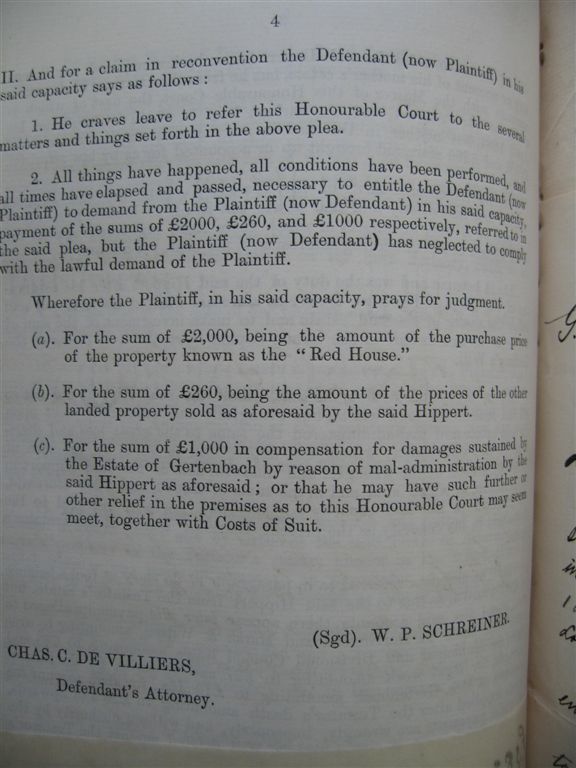 4
II. And for a claim in reconvention the Defendant (now Plaintiff) in his
said capacity says as follows :
1. He craves leave to refer this Honourable Court to the several
matters and things set forth in the above plea.
2. All things have happened, all conditions have been performed, and
all times have elapsed and passed, necessary to entitle the Defendant (now
Plaintiff) to demand from the Plaintiff (now Defendant) in his said capacity,
payment of the sums of £2000, £260, and £1000 respectively, referred to in
the said plea, but the Plaintiff (now Defendant) has neglected to comply
with the lawful demand of the Plaintiff.
Wherefore the Plaintiff, in his said capacity, prays for judgment.
(a). For the sum of £2,000, being the amount of the purchase price
of the property known as the “ Red House.”
(b). For the sum of £260, being the amount of the prices of the other
landed property sold as aforesaid by the said Hippert.
(c). For the sum of £1,000 in compensation for damages sustained by
the Estate of Gertenbach by reason of mal-administration by the
said Hippert as aforesaid ; or that he may have such further or
other relief in the premises as to this Honourable Court may seem
meet, together with Costs of Suit.
(Sgd). W. P. SCHREINER.
CHAS. C. DE VILLIERS,
Defendant's Attorney.